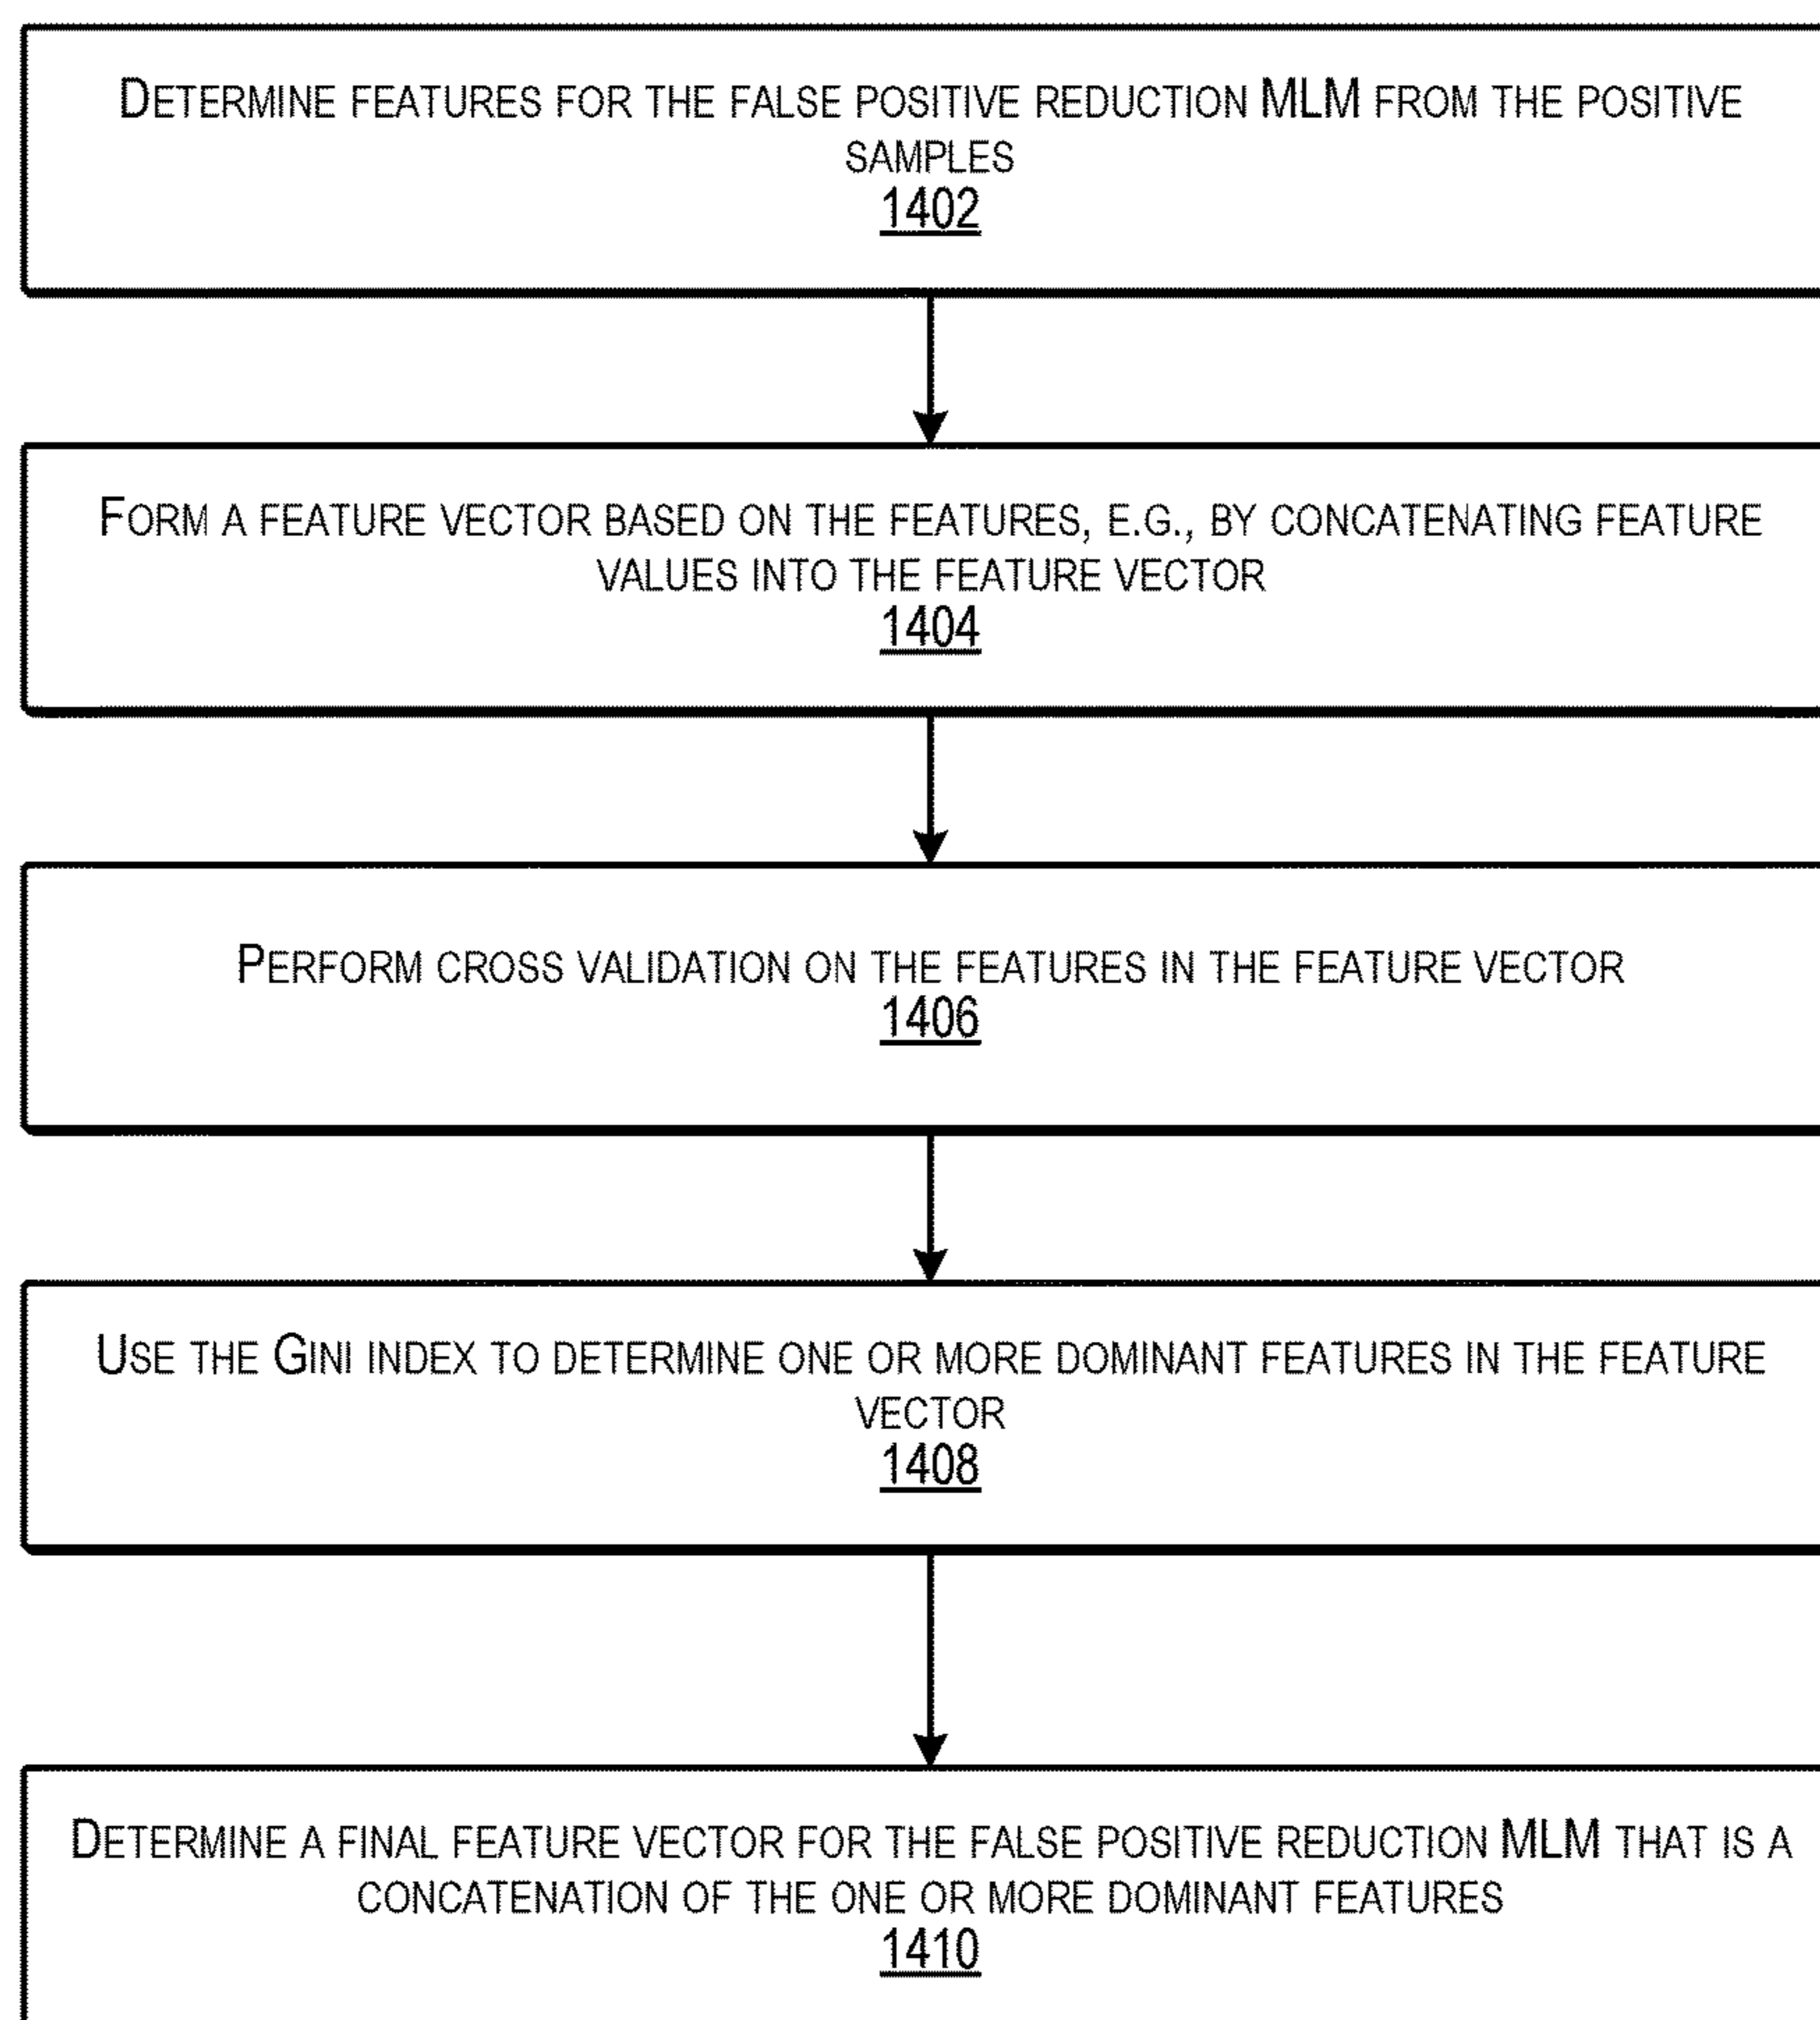 DETERMINE FEATURES FOR THE FALSE POSITIVE REDUCTION MLM FROM THE POSITIVE
SAMPLES
1402
FORM A FEATURE VECTOR BASED ON THE FEATURES, E.G., BY CONCATENATING FEATURE
VALUES INTO THE FEATURE VECTOR
1404
PERFORM CROSS VALIDATION ON THE FEATURES IN THE FEATURE VECTOR
1406
USE THE GINI INDEX TO DETERMINE ONE OR MORE DOMINANT FEATURES IN THE FEATURE
VECTOR
1408
DETERMINE A FINAL FEATURE VECTOR FOR THE FALSE POSITIVE REDUCTION MLM THAT IS A
CONCATENATION OF THE ONE OR MORE DOMINANT FEATURES
1410